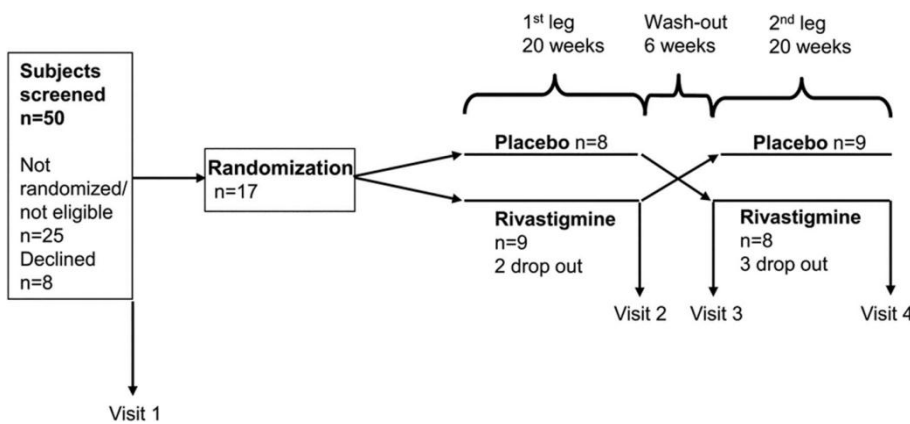 Subjects
screened
n=50
Not
randomized/
not eligible
n=25
Declined
n=8
Visit 1
Randomization
n=17
1st leg
20 weeks
Wash-out
6 weeks
2nd leg
20 weeks
Placebo n=8
Rivastigmine
n=9
2 drop out
Visit 2
Visit 3
Placebo n=9
Rivastigmine
n=8
3 drop out
Visit 4